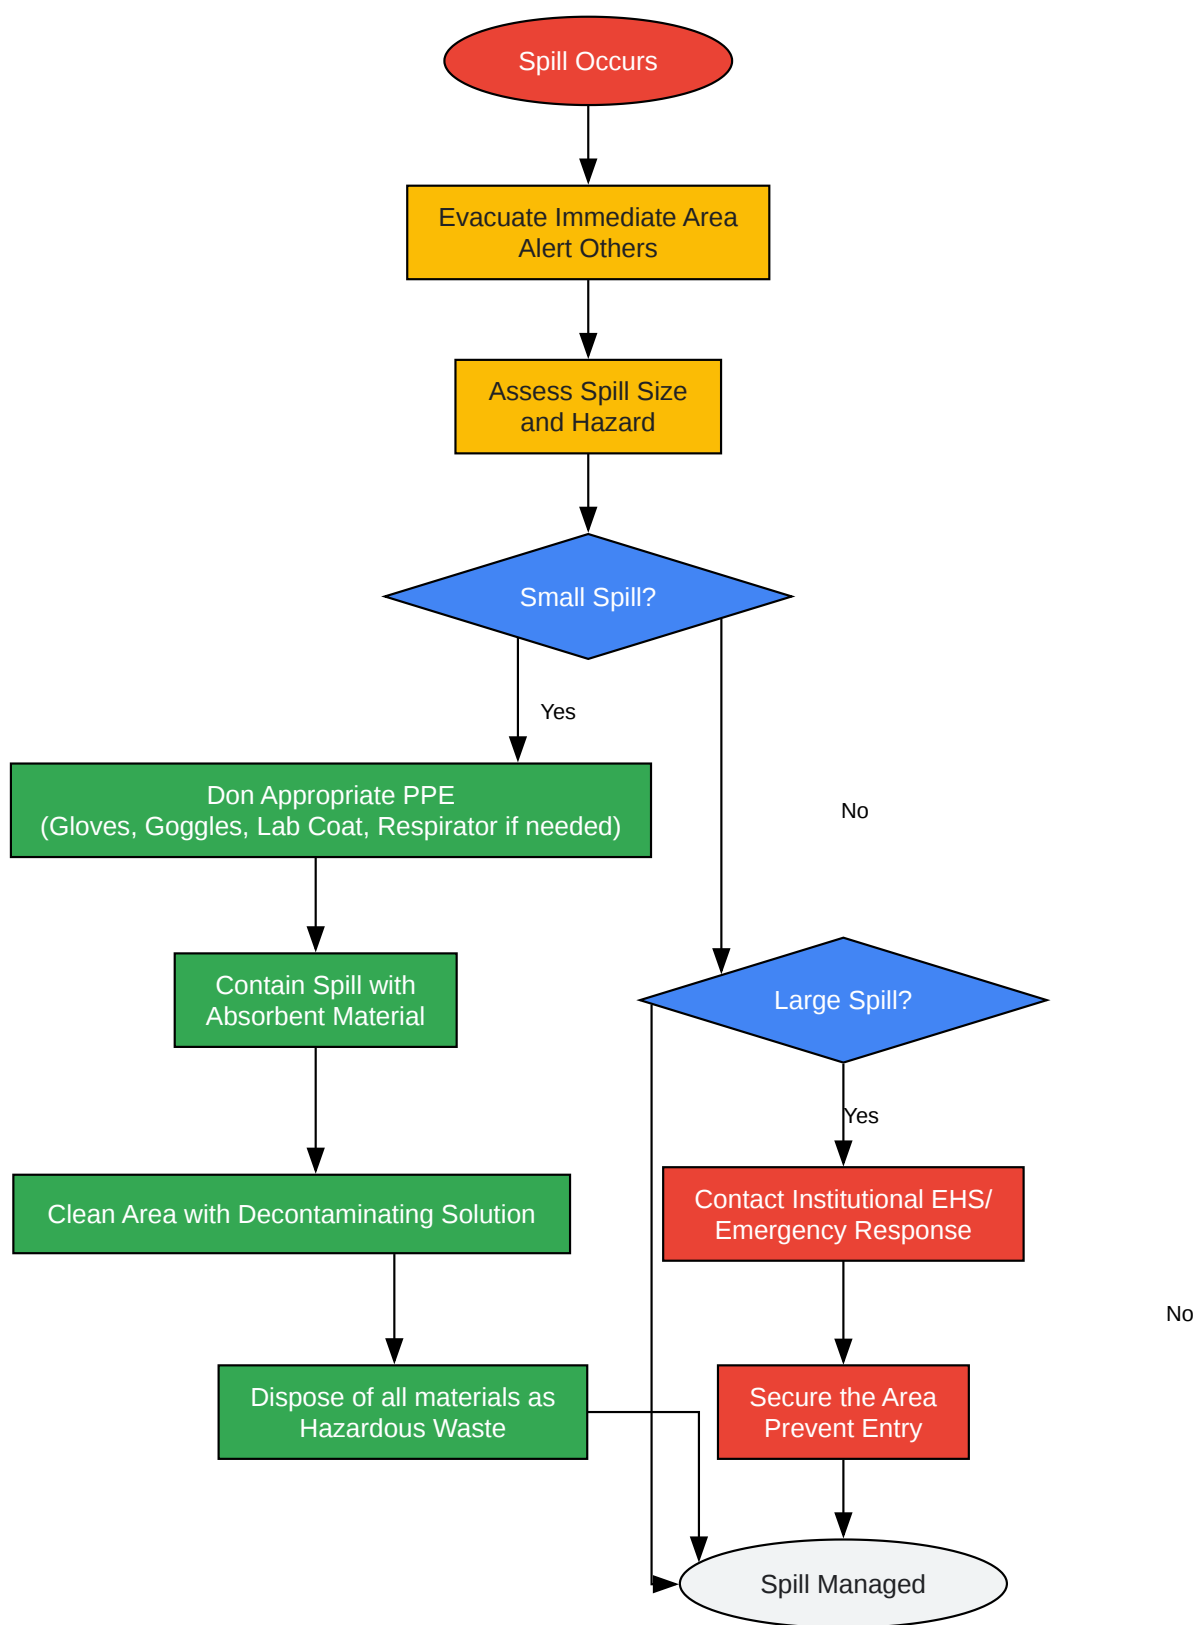 Spill Occurs
Evacuate Immediate Area
Alert Others
Assess Spill Size
and Hazard
Small Spill?
Yes
No
Don Appropriate PPE
(Gloves, Goggles, Lab Coat, Respirator if needed)
Contain Spill with
Absorbent Material
Large Spill?
Yes
Clean Area with Decontaminating Solution
Contact Institutional EHS/
Emergency Response
No
Dispose of all materials as
Hazardous Waste
Secure the Area
Prevent Entry
Spill Managed